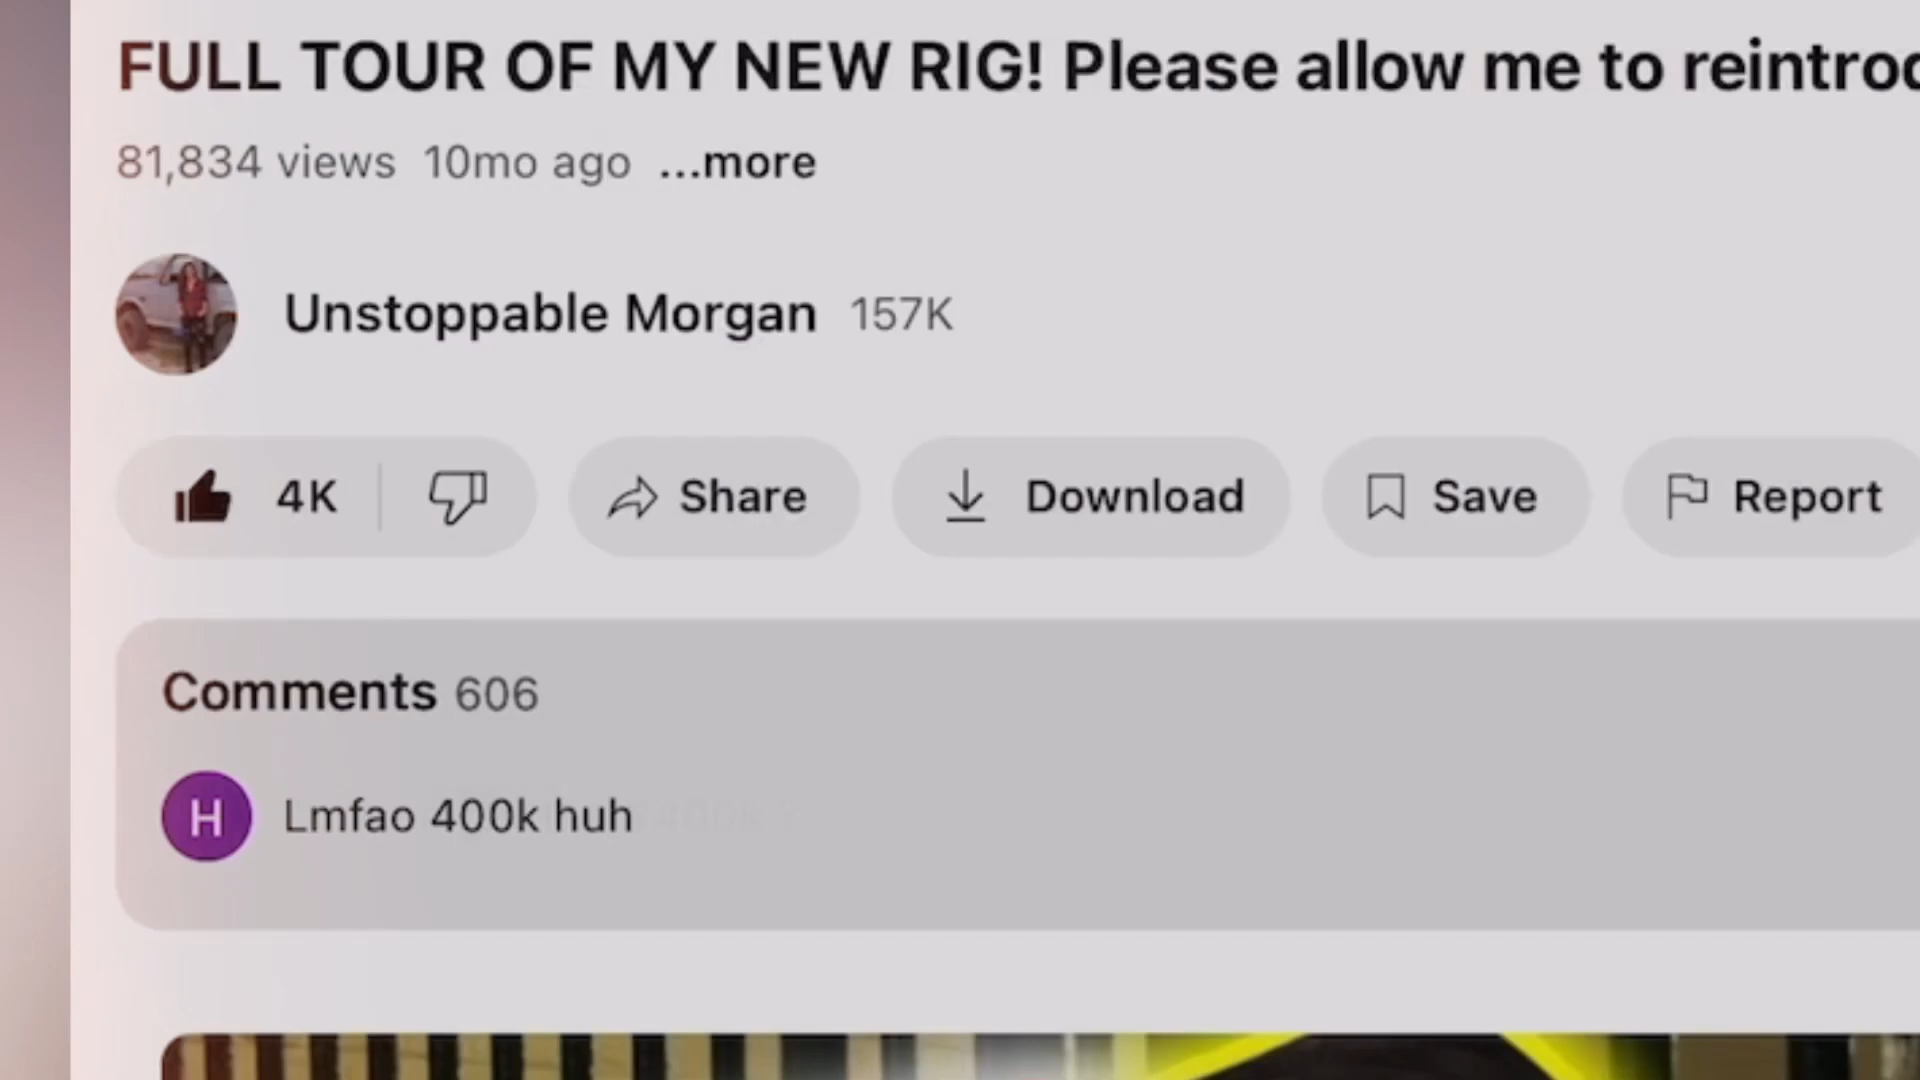 FULL TOUR OF MY NEW RIG! Please allow me to
81,834 views 10mo ago ...more
Unstoppable Morgan 157K
4K Share Download Save Report
Comments 606
H Lmfao 400k huh